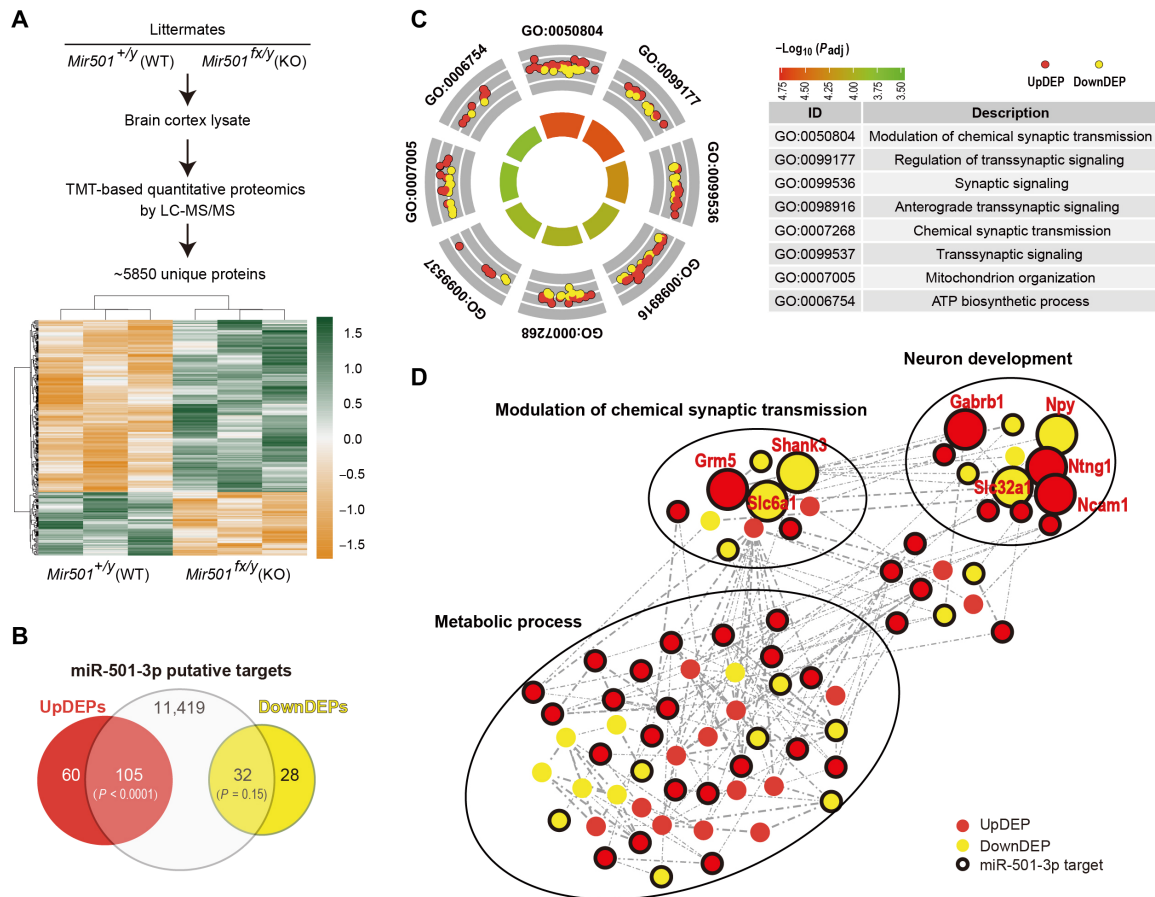 A
Littermates
Mir501+/y (WT) Mir501fx/y (KO)
Brain cortex lysate
TMT-based quantitative proteomics
by LC-MS/MS
~5850 unique proteins
1.5
1.0
0.5
0.0
−0.5
−1.0
−1.5
Mir501+/y (WT) Mir501fx/y (KO)
B
miR-501-3p putative targets
UpDEPs
11,419
DownDEPs
60
105
(P < 0.0001)
32
(P = 0.15)
28
C
GO:0050804
GO:0099177
GO:0099536
GO:0098916
GO:0007268
GO:0099537
GO:0007005
GO:0006754
−Log10 (Padj)
4.75 4.50 4.25 4.00 3.75 3.50
UpDEP DownDEP
ID Description
GO:0050804 Modulation of chemical synaptic transmission
GO:0099177 Regulation of transsynaptic signaling
GO:0099536 Synaptic signaling
GO:0098916 Anterograde transsynaptic signaling
GO:0007268 Chemical synaptic transmission
GO:0099537 Transsynaptic signaling
GO:0007005 Mitochondrion organization
GO:0006754 ATP biosynthetic process
D
Neuron development
Modulation of chemical synaptic transmission
Gabrb1
Npy
Shank3
Grm5
Ntng1
Slc32a1
Slc6a1
Ncam1
Metabolic process
UpDEP
DownDEP
miR-501-3p target